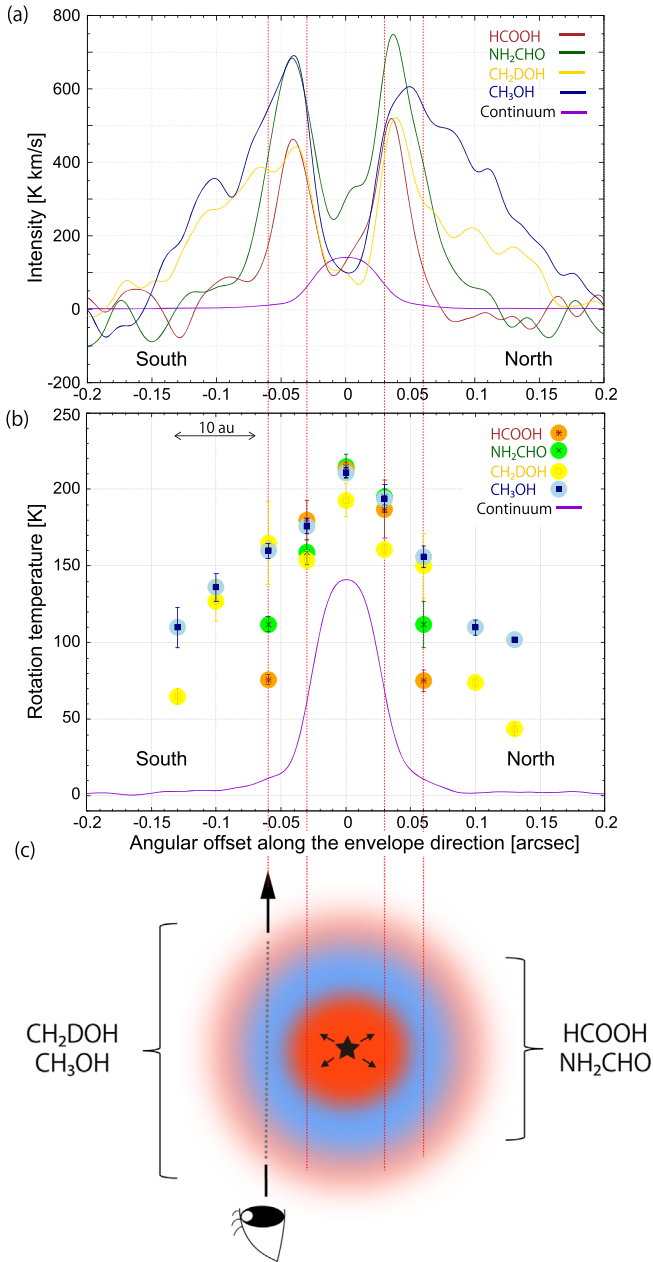 (a)
800
600
400
200
0
-200
Intensity [K km/s]
HCOOH
NH₂CHO
CH₂DOH
CH₃OH
Continuum
South
North
-0.2 -0.15 -0.1 -0.05 0 0.05 0.1 0.15 0.2
(b)
250
200
150
100
50
0
Rotation temperature [K]
10 au
HCOOH
NH₂CHO
CH₂DOH
CH₃OH
Continuum
South
North
-0.2 -0.15 -0.1 -0.05 0 0.05 0.1 0.15 0.2
Angular offset along the envelope direction [arcsec]
(c)
CH₂DOH
CH₃OH
HCOOH
NH₂CHO